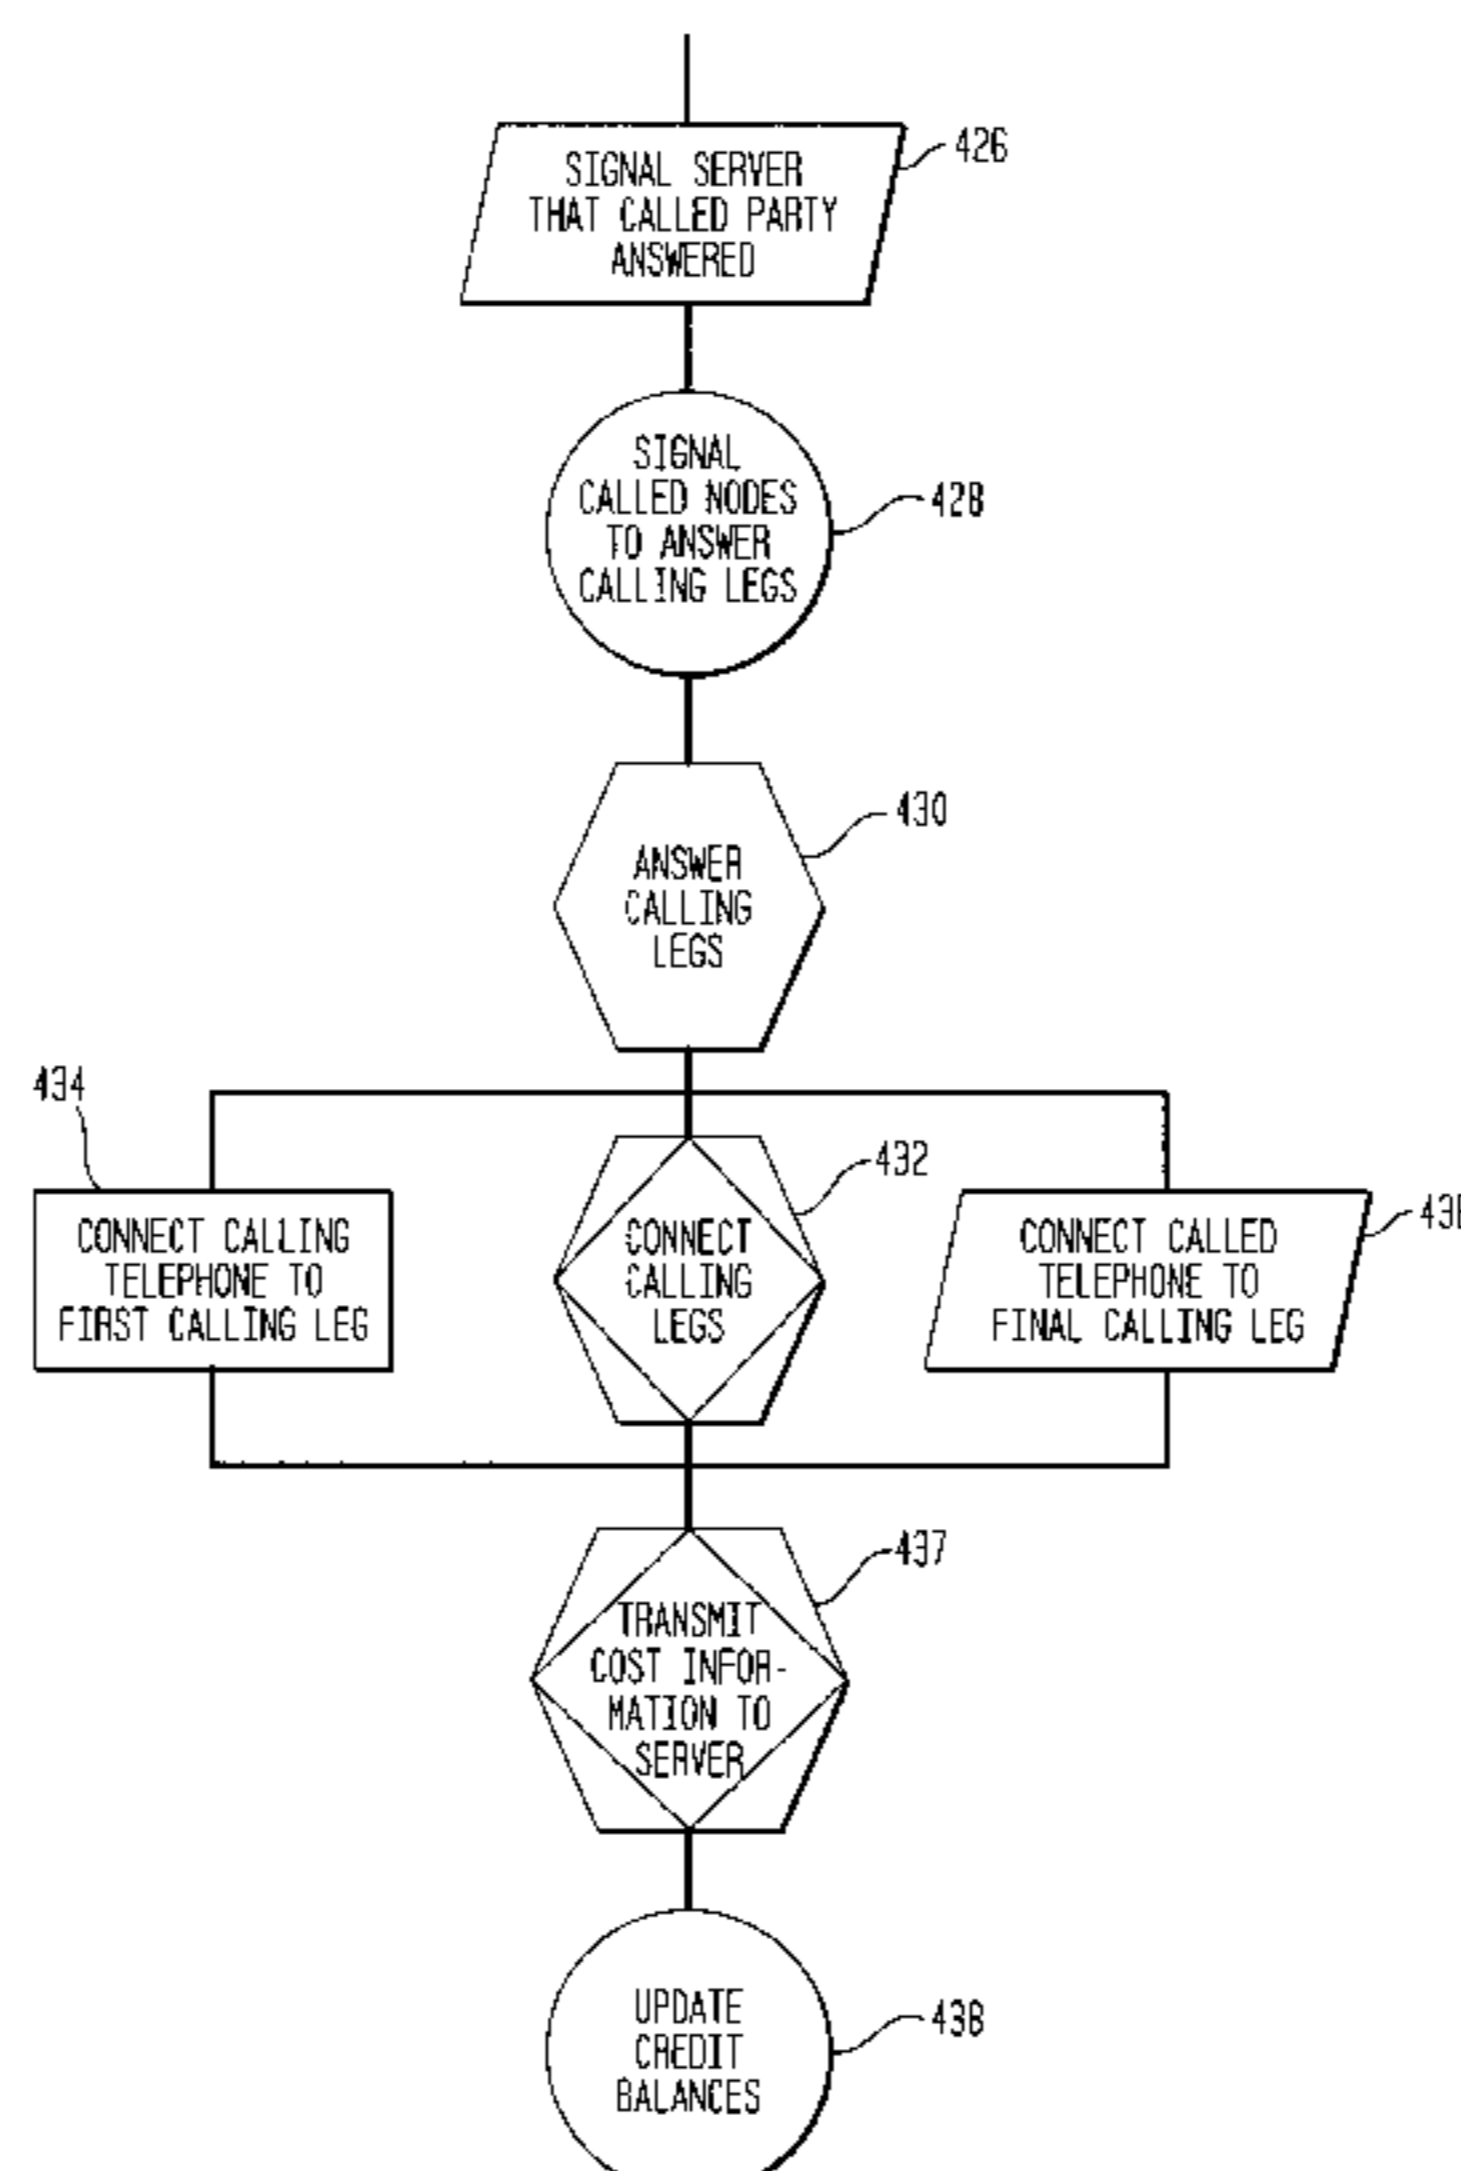 426
SIGNAL SERVER
THAT CALLED PARTY
ANSWERED
SIGNAL
CALLED NODES
TO ANSWER
CALLING LEGS
428
430
ANSWER
CALLING
LEGS
434
432
CONNECT CALLING
TELEPHONE TO
FIRST CALLING LEG
CONNECT
CALLING
LEGS
CONNECT CALLED
TELEPHONE TO
FINAL CALLING LEG
437
TRANSMIT
COST INFOR-
MATION TO
SERVER
UPDATE
CREDIT
BALANCES
438